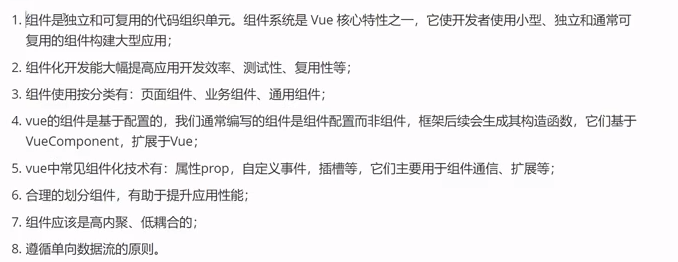 1. 组件是独立和可复用的代码组织单元。组件系统是 Vue 核心特性之一，它使开发者使用小型、独立和通常可
复用的组件构建大型应用；
2. 组件化开发能大幅提高应用开发效率、测试性、复用性等；
3. 组件使用按分类有：页面组件、业务组件、通用组件；
4. vue的组件是基于配置的，我们通常编写的组件是组件配置而非组件，框架后续会生成其构造函数，它们基于
VueComponent，扩展于Vue；
5. vue中常见组件化技术有：属性prop，自定义事件，插槽等，它们主要用于组件通信、扩展等；
6. 合理的划分组件，有助于提升应用性能；
7. 组件应该是高内聚、低耦合的；
8. 遵循单向数据流的原则。